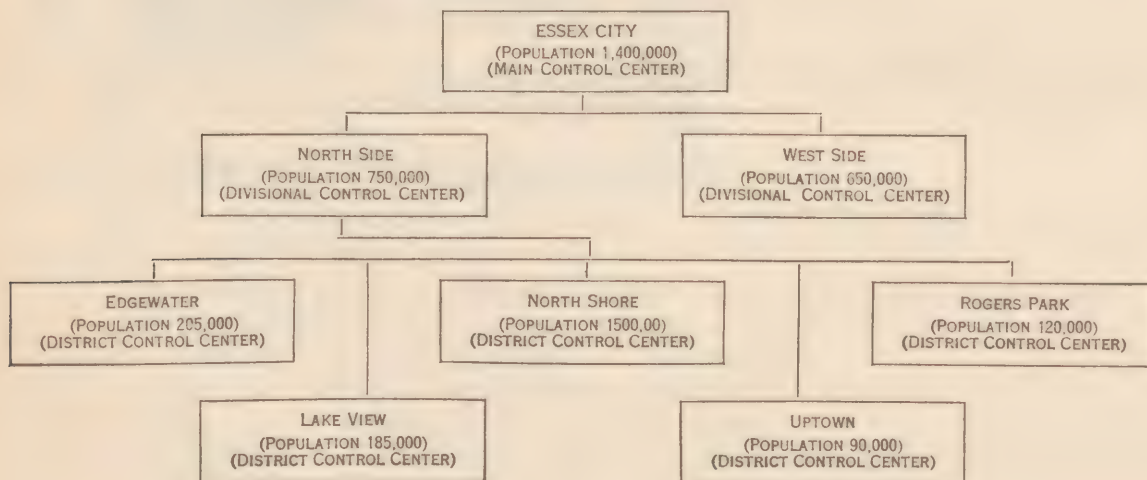 ESSEX CITY
(POPULATION 1,400,000)
(MAIN CONTROL CENTER)
NORTH SIDE
(POPULATION 750,000)
(DIVISIONAL CONTROL CENTER)
WEST SIDE
(POPULATION 650,000)
(DIVISIONAL CONTROL CENTER)
EDGEWATER
(POPULATION 205,000)
(DISTRICT CONTROL CENTER)
NORTH SHORE
(POPULATION 1500,00)
(DISTRICT CONTROL CENTER)
ROGERS PARK
(POPULATION 120,000)
(DISTRICT CONTROL CENTER)
LAKE VIEW
(POPULATION 185,000)
(DISTRICT CONTROL CENTER)
UPTOWN
(POPULATION 90,000)
(DISTRICT CONTROL CENTER)